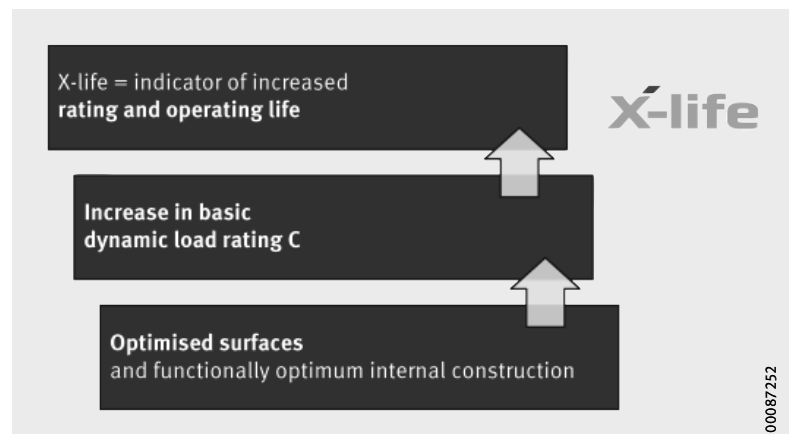 X-life = indicator of increased
rating and operating life
X-life
Increase in basic
dynamic load rating C
Optimised surfaces
and functionally optimum internal construction
00087252